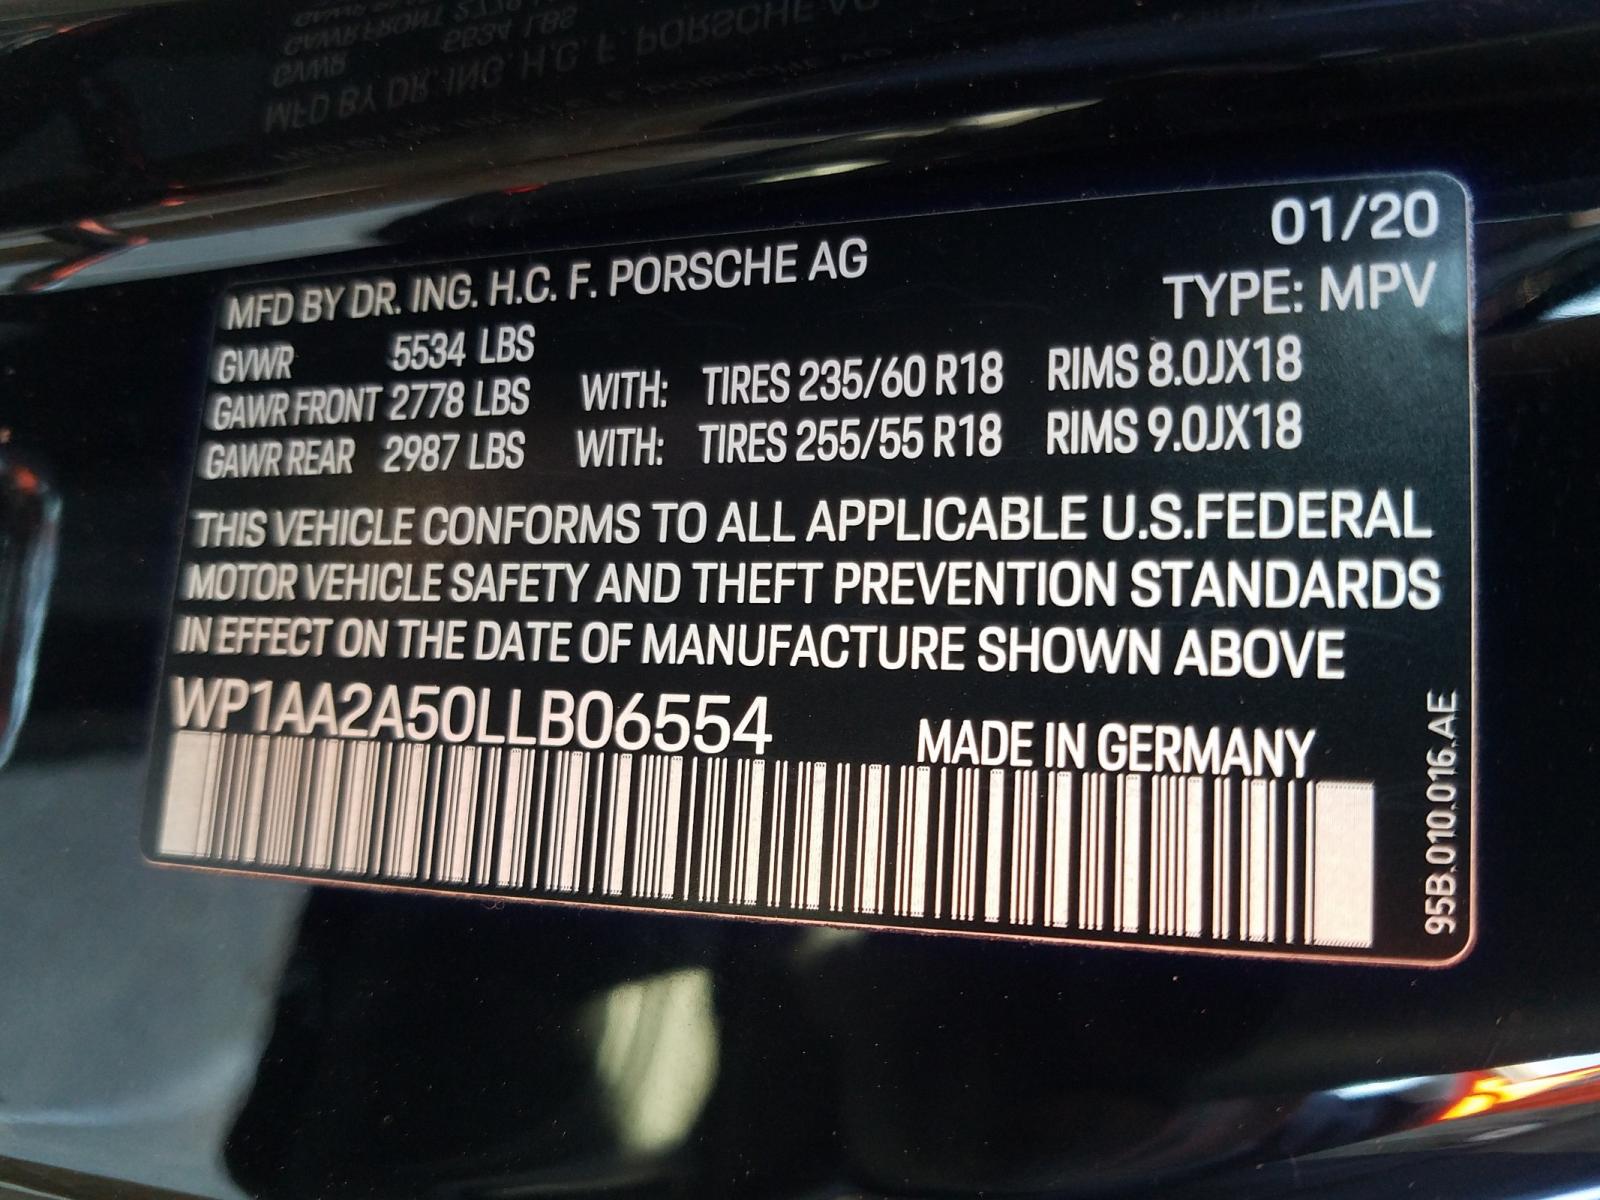 01/20
MFD BY DR. ING. H.C. F. PORSCHE AG
TYPE: MPV
GVWR 5534 LBS
GAWR FRONT 2778 LBS WITH: TIRES 235/60 R18 RIMS 8.0JX18
GAWR REAR 2987 LBS WITH: TIRES 255/55 R18 RIMS 9.0JX18
THIS VEHICLE CONFORMS TO ALL APPLICABLE U.S.FEDERAL
MOTOR VEHICLE SAFETY AND THEFT PREVENTION STANDARDS
IN EFFECT ON THE DATE OF MANUFACTURE SHOWN ABOVE
WP1AA2A50LLB06554
MADE IN GERMANY
95B.010.016.AE